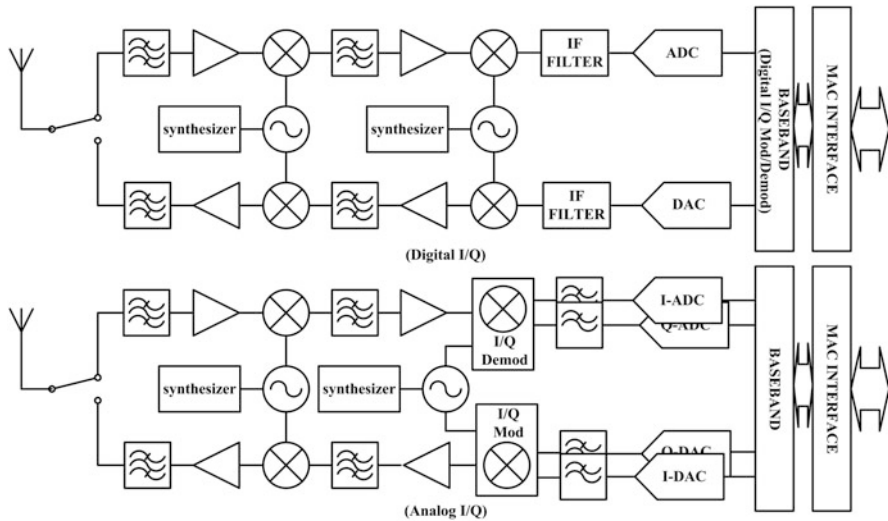 IF
FILTER
ADC
synthesizer
synthesizer
BASEBAND
(Digital I/Q Mod/Demod)
MAC INTERFACE
IF
FILTER
DAC
(Digital I/Q)
I/Q
Demod
I-ADC
Q-ADC
synthesizer
synthesizer
BASEBAND
MAC INTERFACE
I/Q
Mod
Q-DAC
I-DAC
(Analog I/Q)